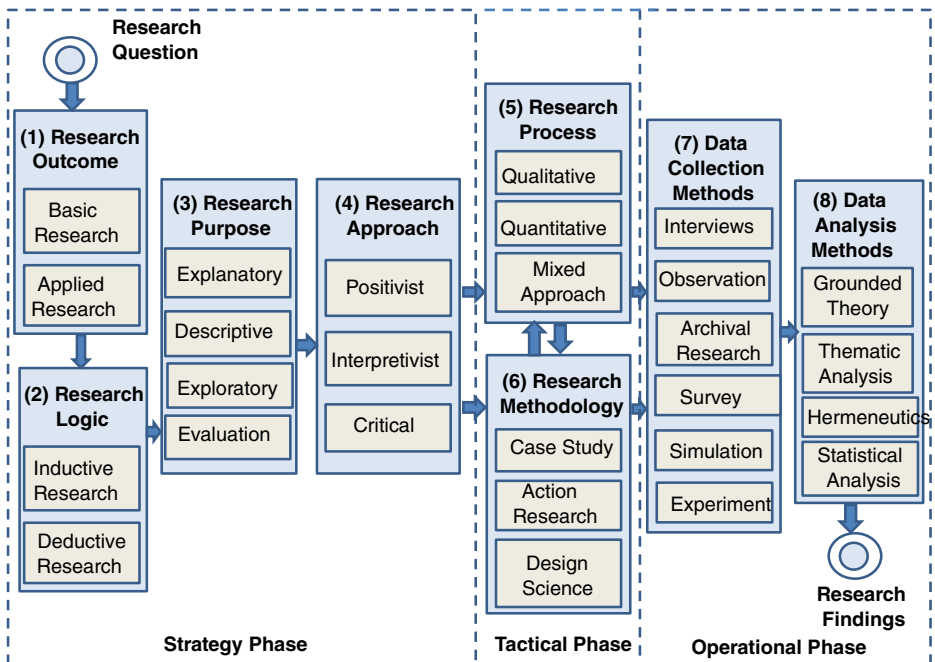 Research
Question
(1) Research
Outcome
Basic
Research
Applied
Research
(2) Research
Logic
Inductive
Research
Deductive
Research
(3) Research
Purpose
Explanatory
Descriptive
Exploratory
Evaluation
(4) Research
Approach
Positivist
Interpretivist
Critical
(5) Research
Process
Qualitative
Quantitative
Mixed
Approach
(6) Research
Methodology
Case Study
Action
Research
Design
Science
(7) Data
Collection
Methods
Interviews
Observation
Archival
Research
Survey
Simulation
Experiment
(8) Data
Analysis
Methods
Grounded
Theory
Thematic
Analysis
Hermeneutics
Statistical
Analysis
Research
Findings
Strategy Phase
Tactical Phase
Operational Phase